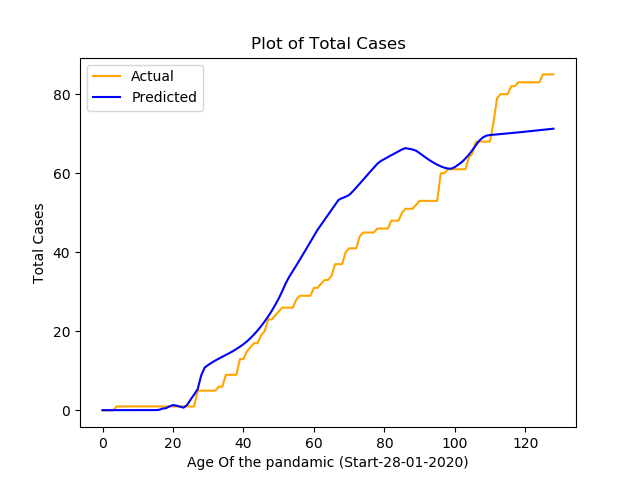 Plot of Total Cases
Actual
Predicted
80
60
40
20
0
Total Cases
0 20 40 60 80 100 120
Age Of the pandamic (Start-28-01-2020)